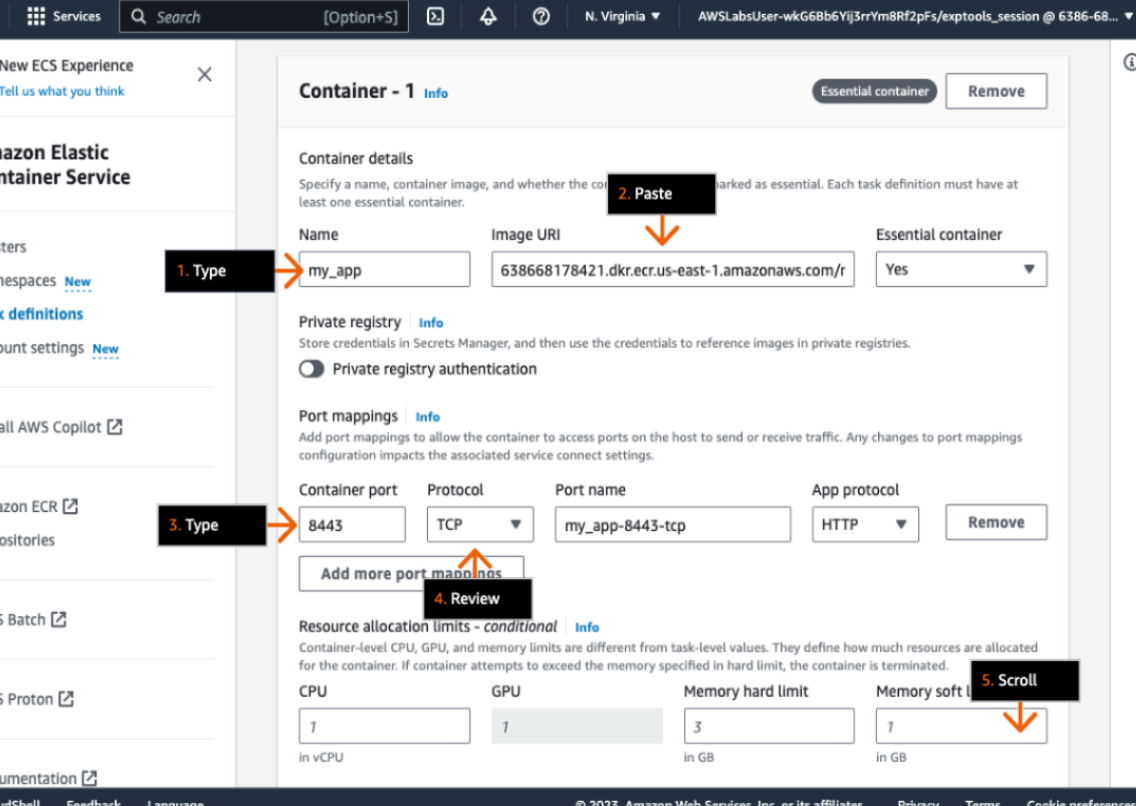 Services
Search
[Option+S]
N. Virginia
AWSLabsUser-wkG6Bb6Yij3rrYm8Rf2pFs/exptools_session @ 6386-68...
New ECS Experience
Tell us what you think
azon Elastic
ntainer Service
sters
mespaces New
k definitions
ount settings New
all AWS Copilot
azon ECR
ositories
S Batch
S Proton
umentation
Container - 1 Info
Essential container
Remove
Container details
Specify a name, container image, and whether the co arked as essential. Each task definition must have at
least one essential container.
2. Paste
Name
Image URI
Essential container
1. Type
my_app
638668178421.dkr.ecr.us-east-1.amazonaws.com/r
Yes
Private registry Info
Store credentials in Secrets Manager, and then use the credentials to reference images in private registries.
Private registry authentication
Port mappings Info
Add port mappings to allow the container to access ports on the host to send or receive traffic. Any changes to port mappings
configuration impacts the associated service connect settings.
Container port
Protocol
Port name
App protocol
3. Type
8443
TCP
my_app-8443-tcp
HTTP
Remove
Add more port mappings
4. Review
Resource allocation limits - conditional Info
Container-level CPU, GPU, and memory limits are different from task-level values. They define how much resources are allocated
for the container. If container attempts to exceed the memory specified in hard limit, the container is terminated.
5. Scroll
CPU
GPU
Memory hard limit
Memory soft l
1
1
3
1
in vCPU
in GB
in GB
udShell
Feedback
Language
© 2023, Amazon Web Services, Inc. or its affiliates.
Privacy
Terms
Cookie preferences